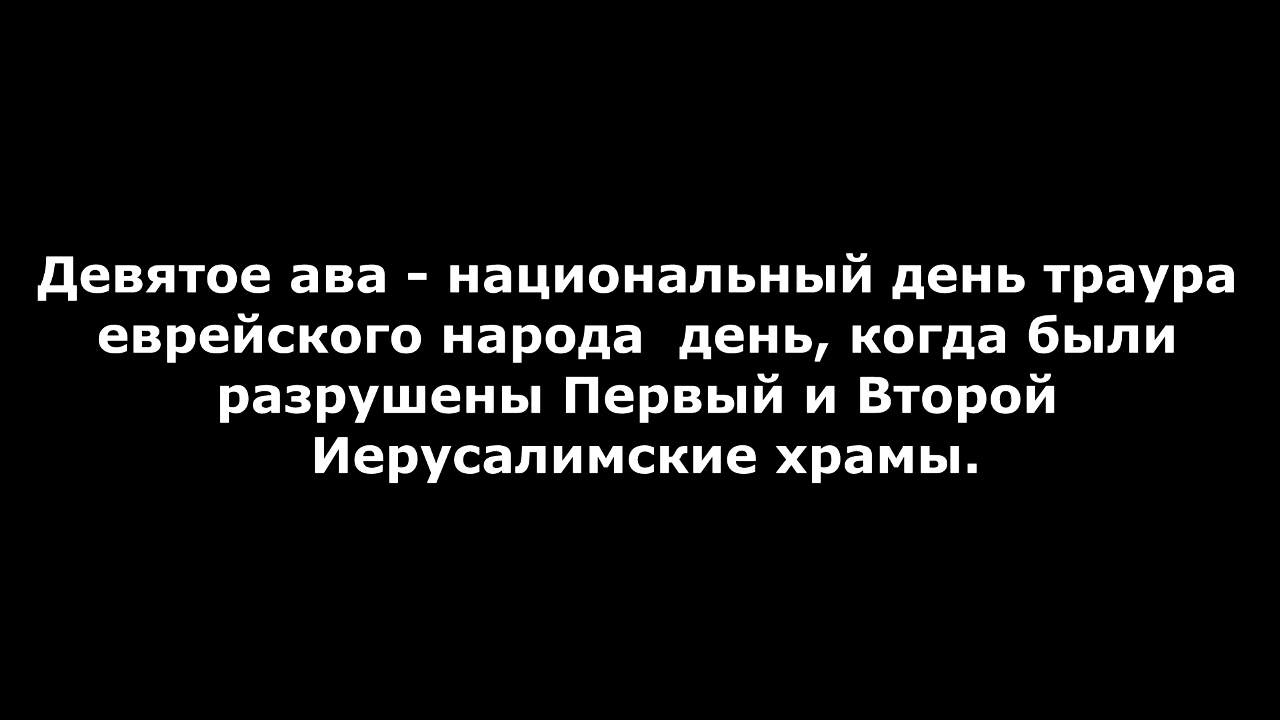 Девятое ава - национальный день траура
еврейского народа  день, когда были
разрушены Первый и Второй
Иерусалимские храмы.